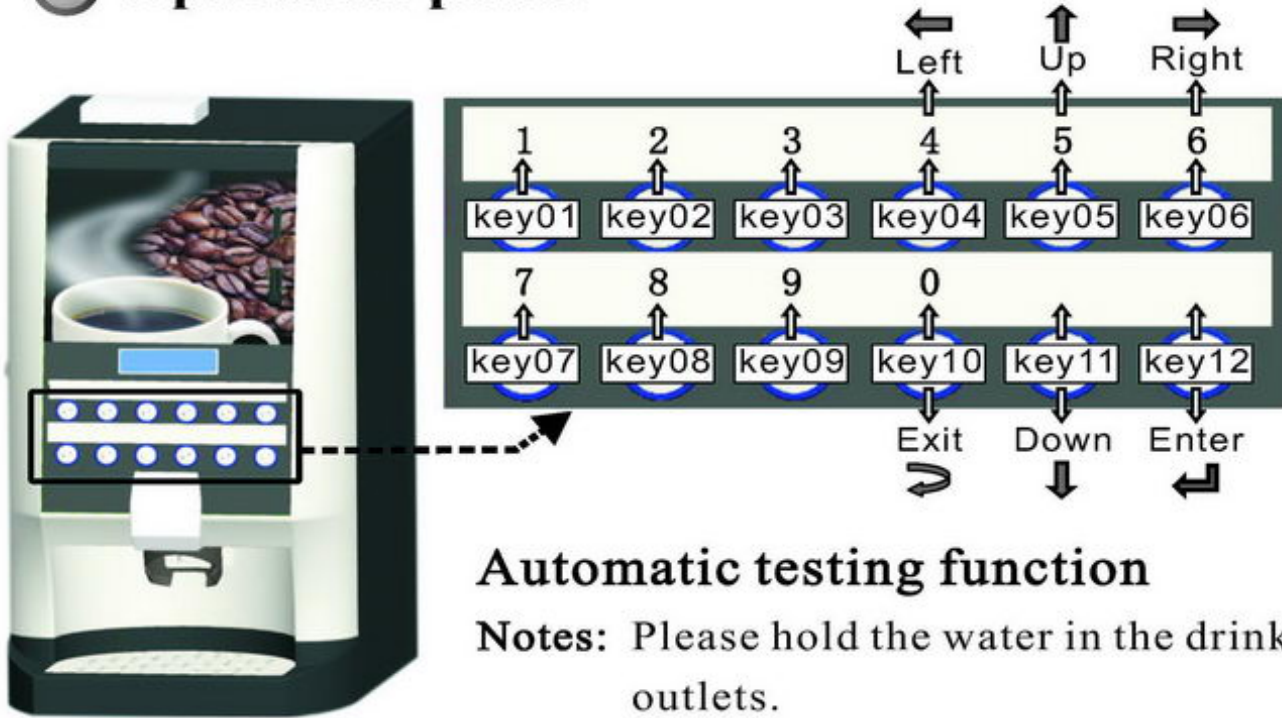 Left Up Right
1 2 3 4 5 6
key01 key02 key03 key04 key05 key06
7 8 9 0
key07 key08 key09 key10 key11 key12
Exit Down Enter
Automatic testing function
Notes: Please hold the water in the drink
outlets.